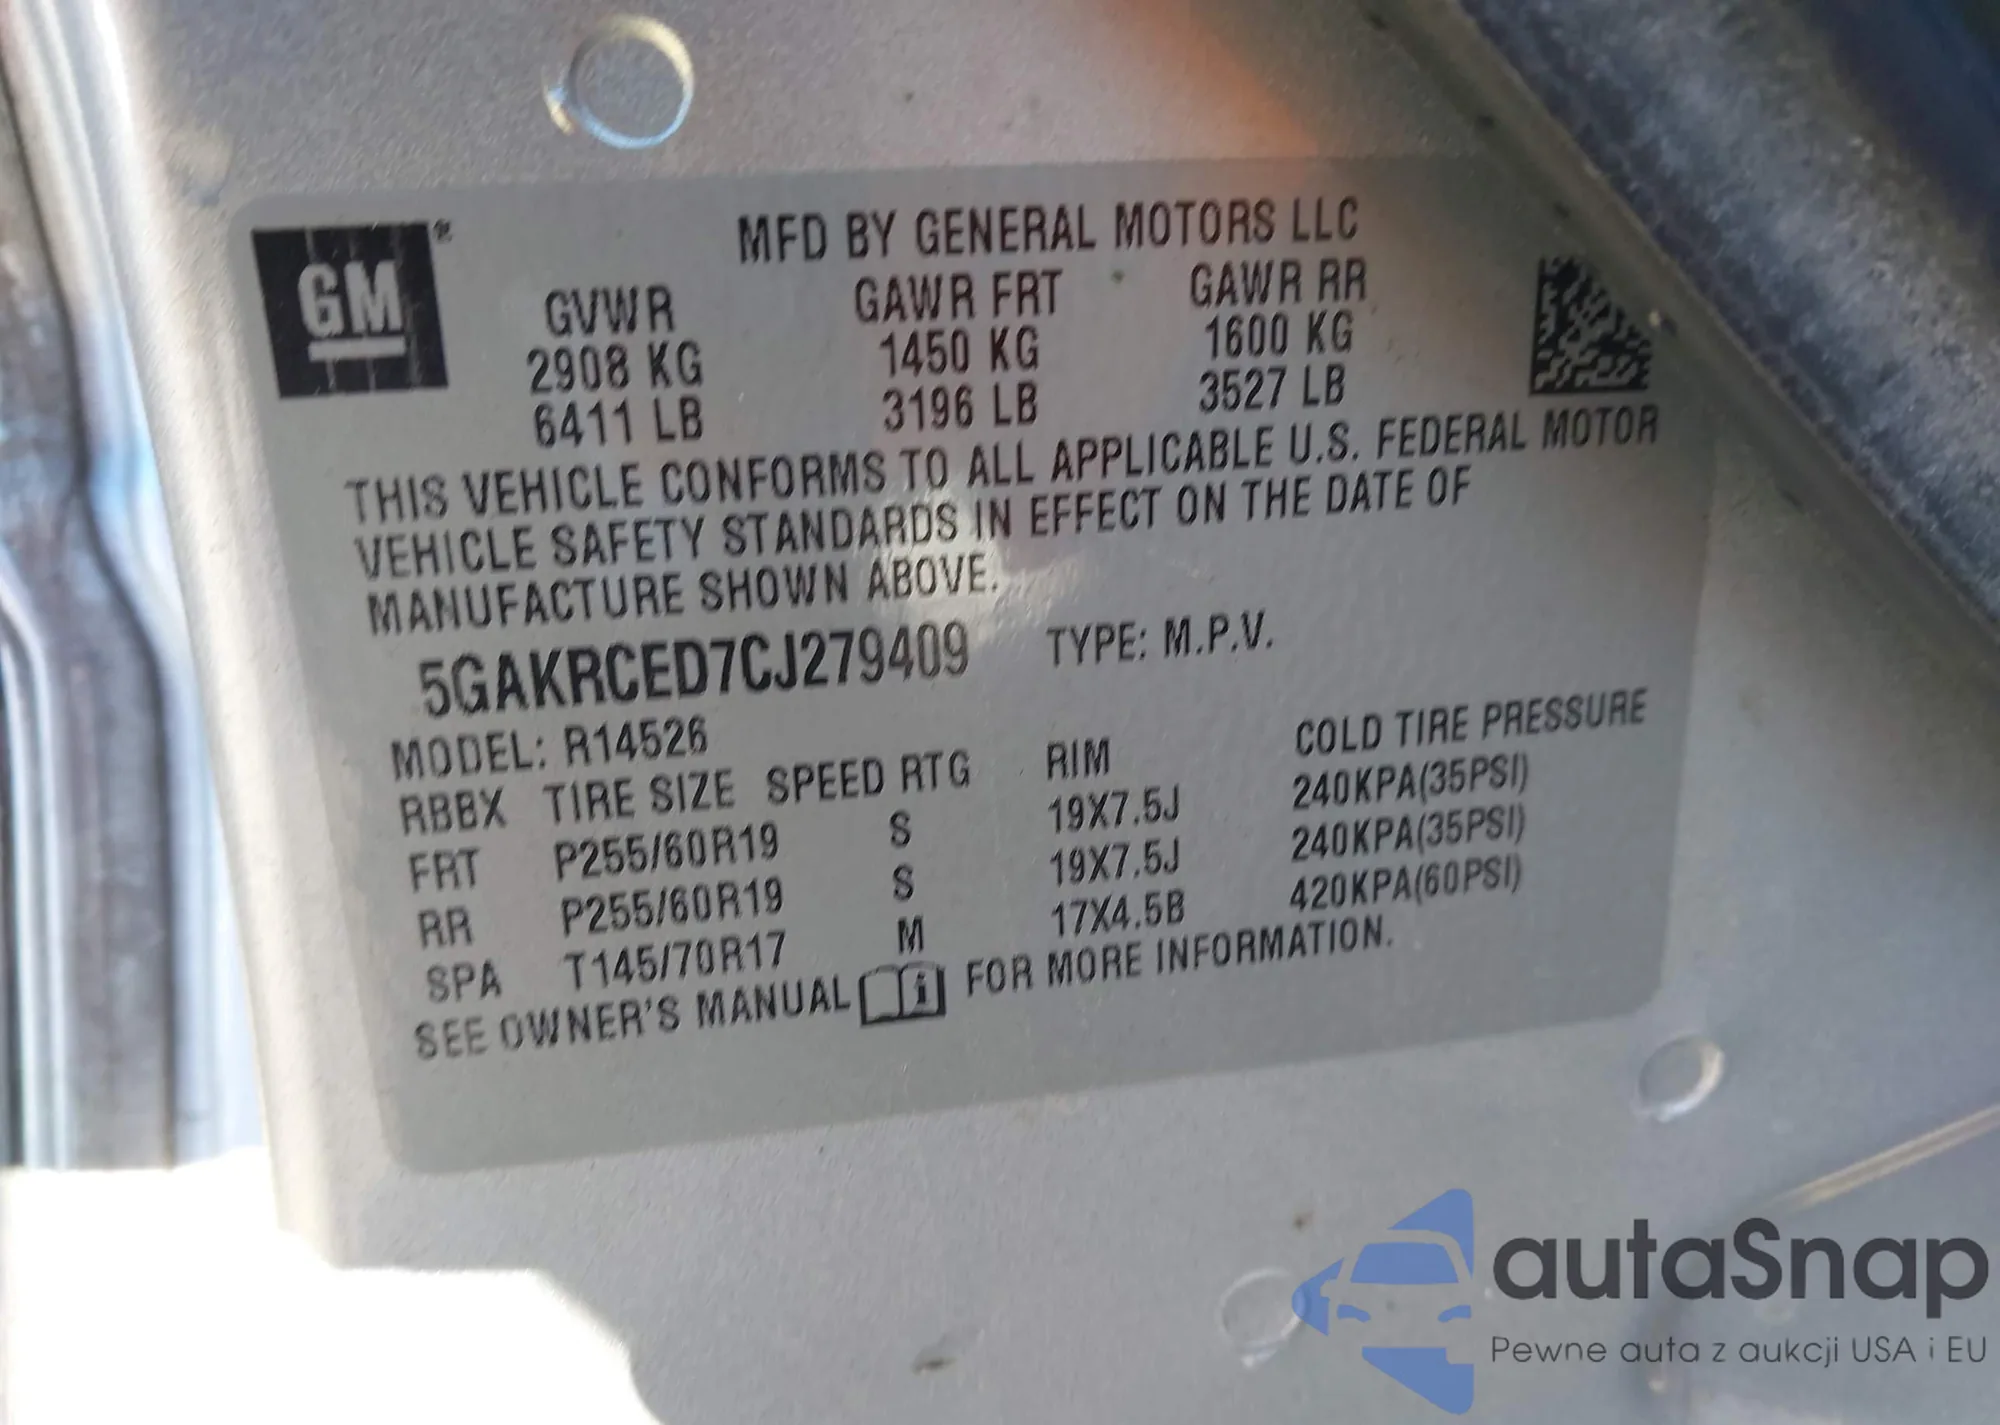 GM®
MFD BY GENERAL MOTORS LLC
GVWR GAWR FRT GAWR RR
2908 KG 1450 KG 1600 KG
6411 LB 3196 LB 3527 LB
THIS VEHICLE CONFORMS TO ALL APPLICABLE U.S. FEDERAL MOTOR
VEHICLE SAFETY STANDARDS IN EFFECT ON THE DATE OF
MANUFACTURE SHOWN ABOVE.
5GAKRCED7CJ279409 TYPE: M.P.V.
MODEL: R14526
RBBX TIRE SIZE SPEED RTG RIM COLD TIRE PRESSURE
FRT P255/60R19 S 19X7.5J 240KPA(35PSI)
RR P255/60R19 S 19X7.5J 240KPA(35PSI)
SPA T145/70R17 M 17X4.5B 420KPA(60PSI)
SEE OWNER'S MANUAL i FOR MORE INFORMATION.
autaSnap
Pewne auta z aukcji USA i EU